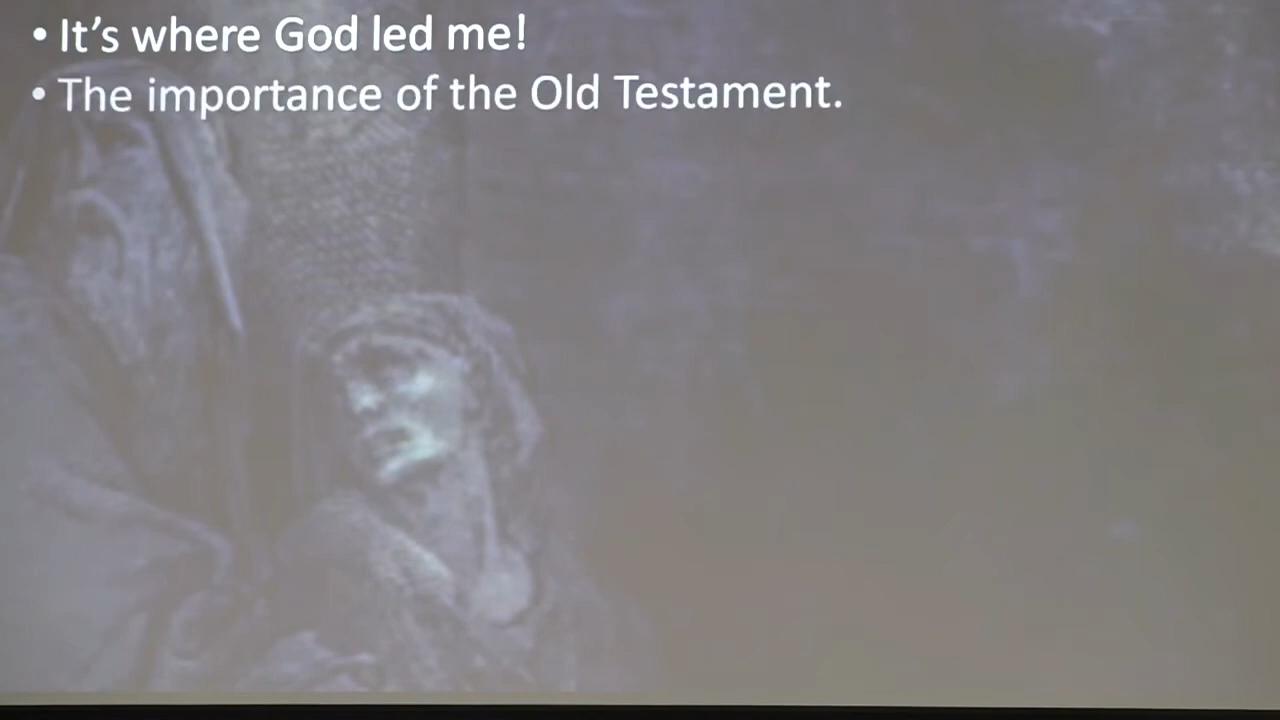 • It’s where God led me!
• The importance of the Old Testament.